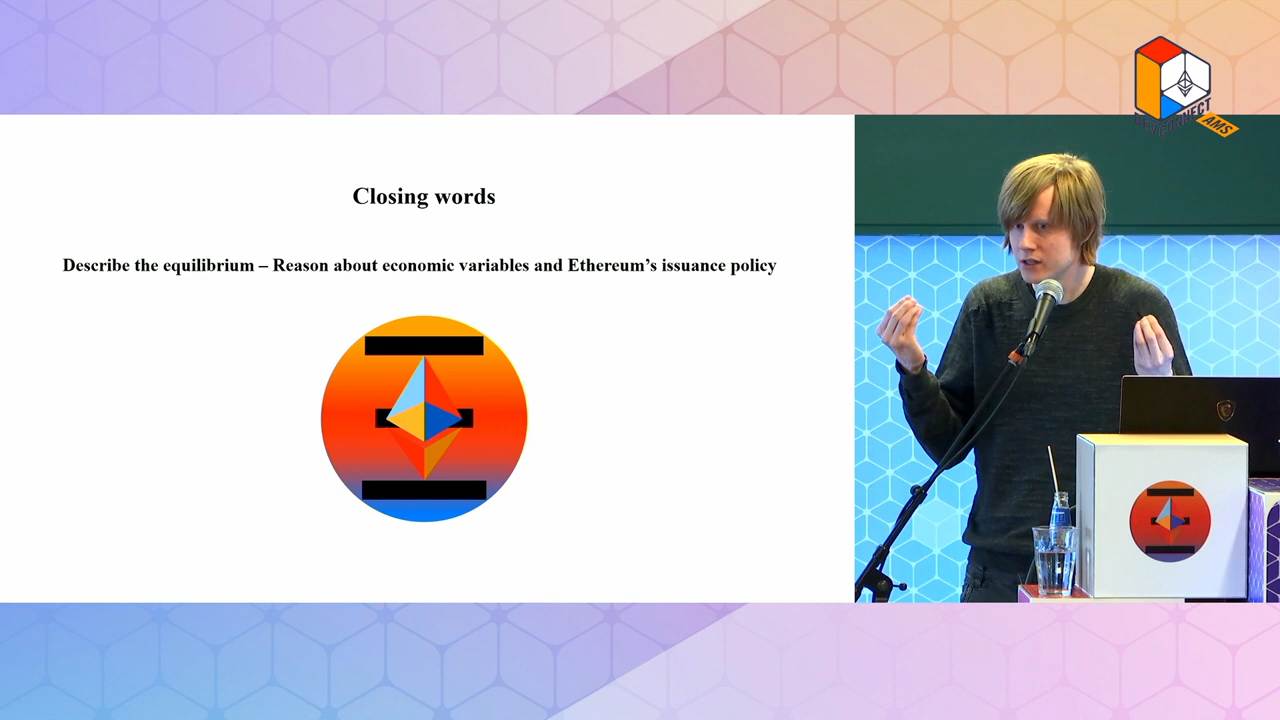 Closing words
Describe the equilibrium – Reason about economic variables and Ethereum's issuance policy
AMS